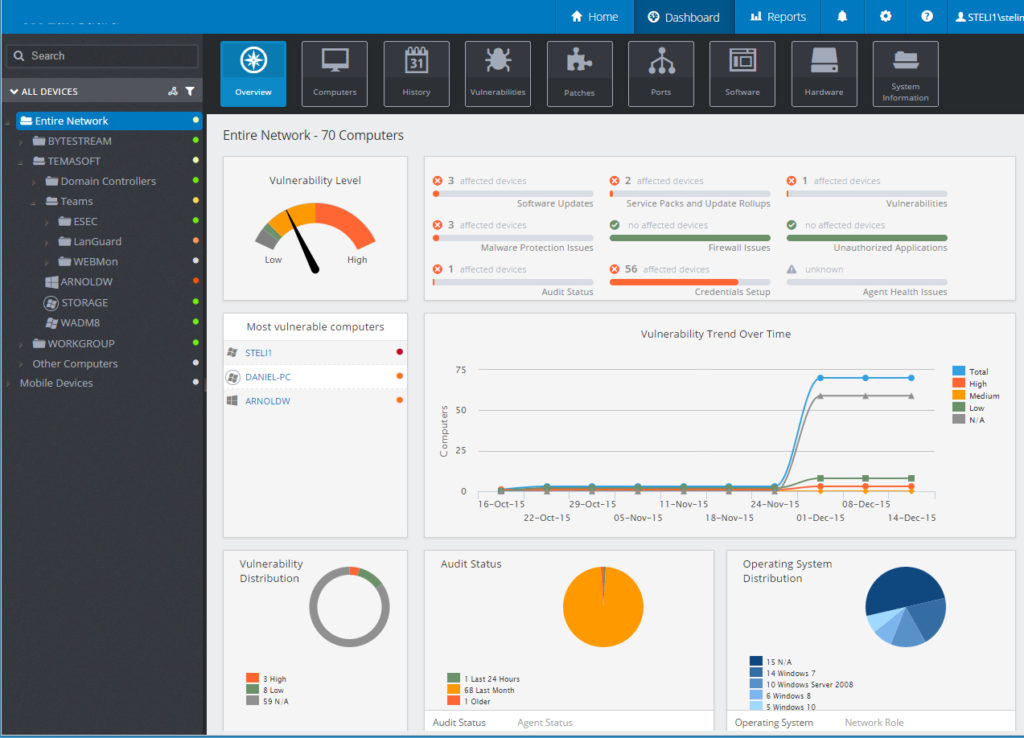 Home
Dashboard
Reports
STELI1\stelin
Search
ALL DEVICES
Entire Network
BYTESTREAM
TEMASOFT
Domain Controllers
Teams
ESEC
LanGuard
WEBMon
ARNOLDW
STORAGE
WADM8
WORKGROUP
Other Computers
Mobile Devices
Overview
Computers
31
History
Vulnerabilities
Patches
Ports
Software
Hardware
System
Information
Entire Network - 70 Computers
Vulnerability Level
Low
High
3 affected devices
Software Updates
2 affected devices
Service Packs and Update Rollups
1 affected devices
Vulnerabilities
3 affected devices
Malware Protection Issues
no affected devices
Firewall Issues
no affected devices
Unauthorized Applications
1 affected devices
Audit Status
56 affected devices
Credentials Setup
unknown
Agent Health Issues
Most vulnerable computers
STELI1
DANIEL-PC
ARNOLDW
Vulnerability Trend Over Time
Computers
75
50
25
0
16-Oct-15
22-Oct-15
29-Oct-15
05-Nov-15
11-Nov-15
18-Nov-15
24-Nov-15
01-Dec-15
08-Dec-15
14-Dec-15
Total
High
Medium
Low
N/A
Vulnerability
Distribution
3 High
8 Low
59 N/A
Audit Status
1 Last 24 Hours
68 Last Month
1 Older
Audit Status
Agent Status
Operating System
Distribution
15 N/A
14 Windows 7
10 Windows Server 2008
6 Windows 8
5 Windows 10
Operating System
Network Role